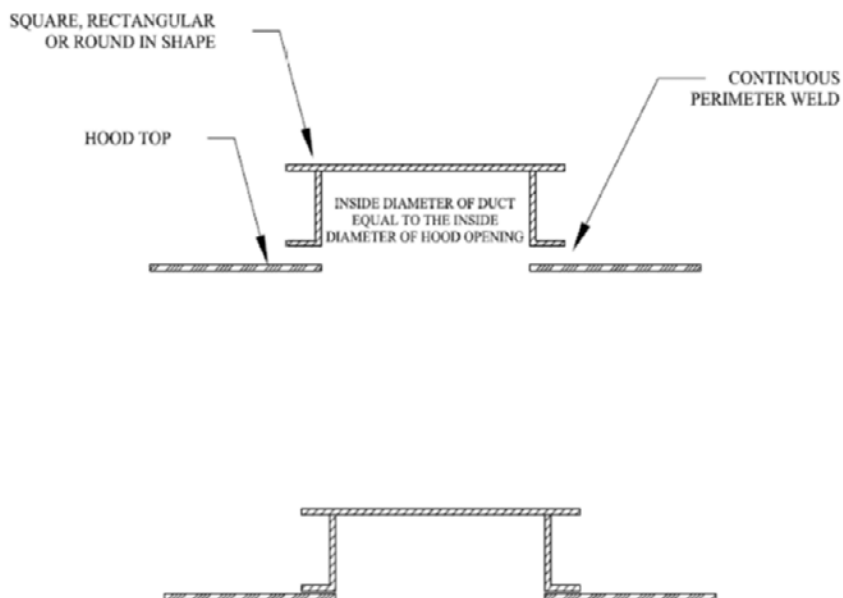 SQUARE, RECTANGULAR
OR ROUND IN SHAPE
CONTINUOUS
PERIMETER WELD
HOOD TOP
INSIDE DIAMETER OF DUCT
EQUAL TO THE INSIDE
DIAMETER OF HOOD OPENING